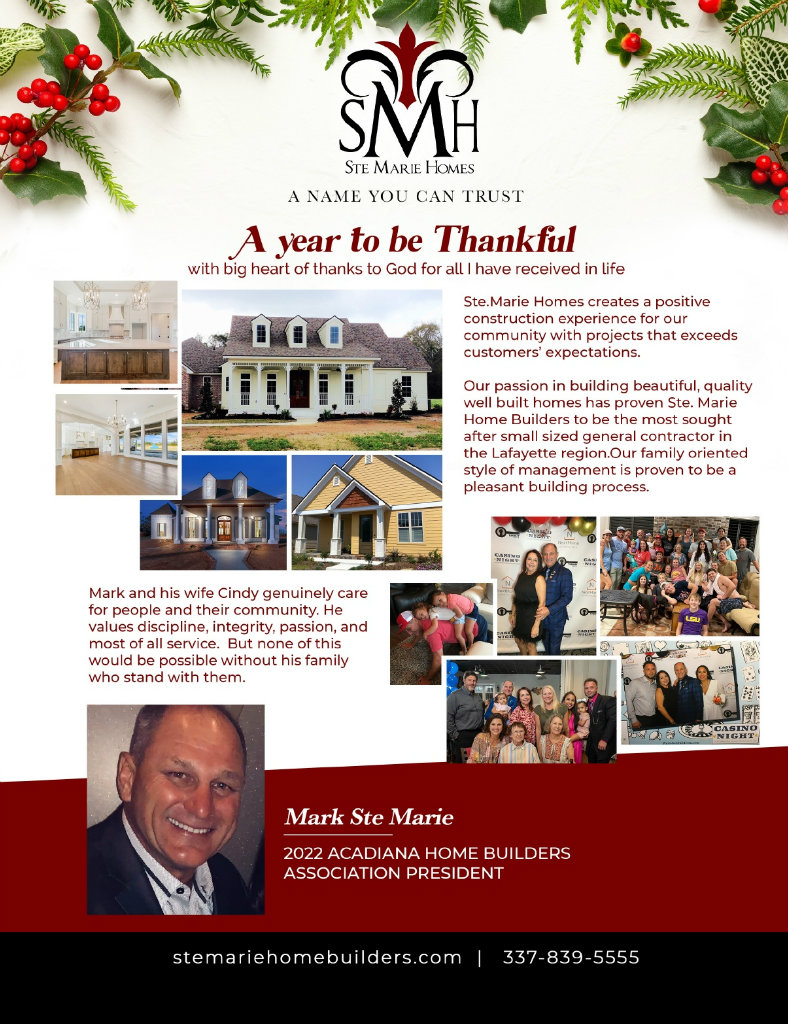 SMH
STE MARIE HOMES
A NAME YOU CAN TRUST
A year to be Thankful
with big heart of thanks to God for all I have received in life
Ste.Marie Homes creates a positive
construction experience for our
community with projects that exceeds
customers' expectations.
Our passion in building beautiful, quality
well built homes has proven Ste. Marie
Home Builders to be the most sought
after small sized general contractor in
the Lafayette region.Our family oriented
style of management is proven to be a
pleasant building process.
Mark and his wife Cindy genuinely care
for people and their community. He
values discipline, integrity, passion, and
most of all service. But none of this
would be possible without his family
who stand with them.
CASINO
NIGHT
LSU
CASINO
NIGHT
Mark Ste Marie
2022 ACADIANA HOME BUILDERS
ASSOCIATION PRESIDENT
stemariehomebuilders.com | 337-839-5555